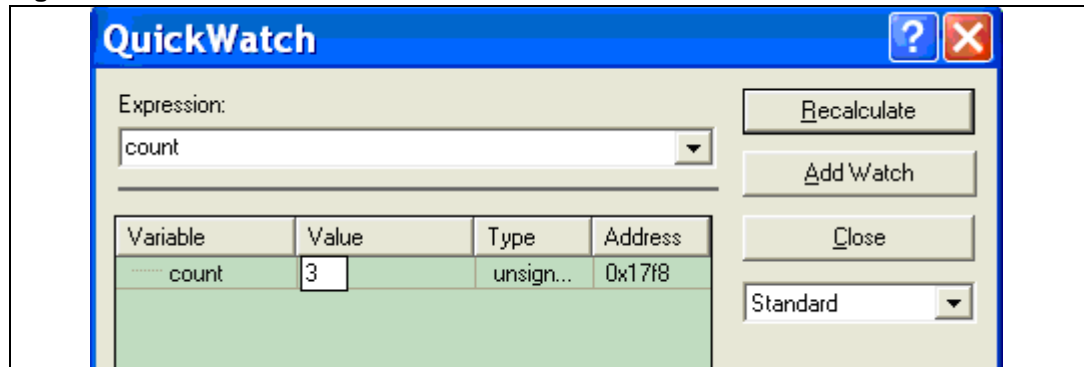 QuickWatch
Expression:
count
Recalculate
Add Watch
Close
Standard
Variable Value Type Address
count 3 unsign... 0x17f8